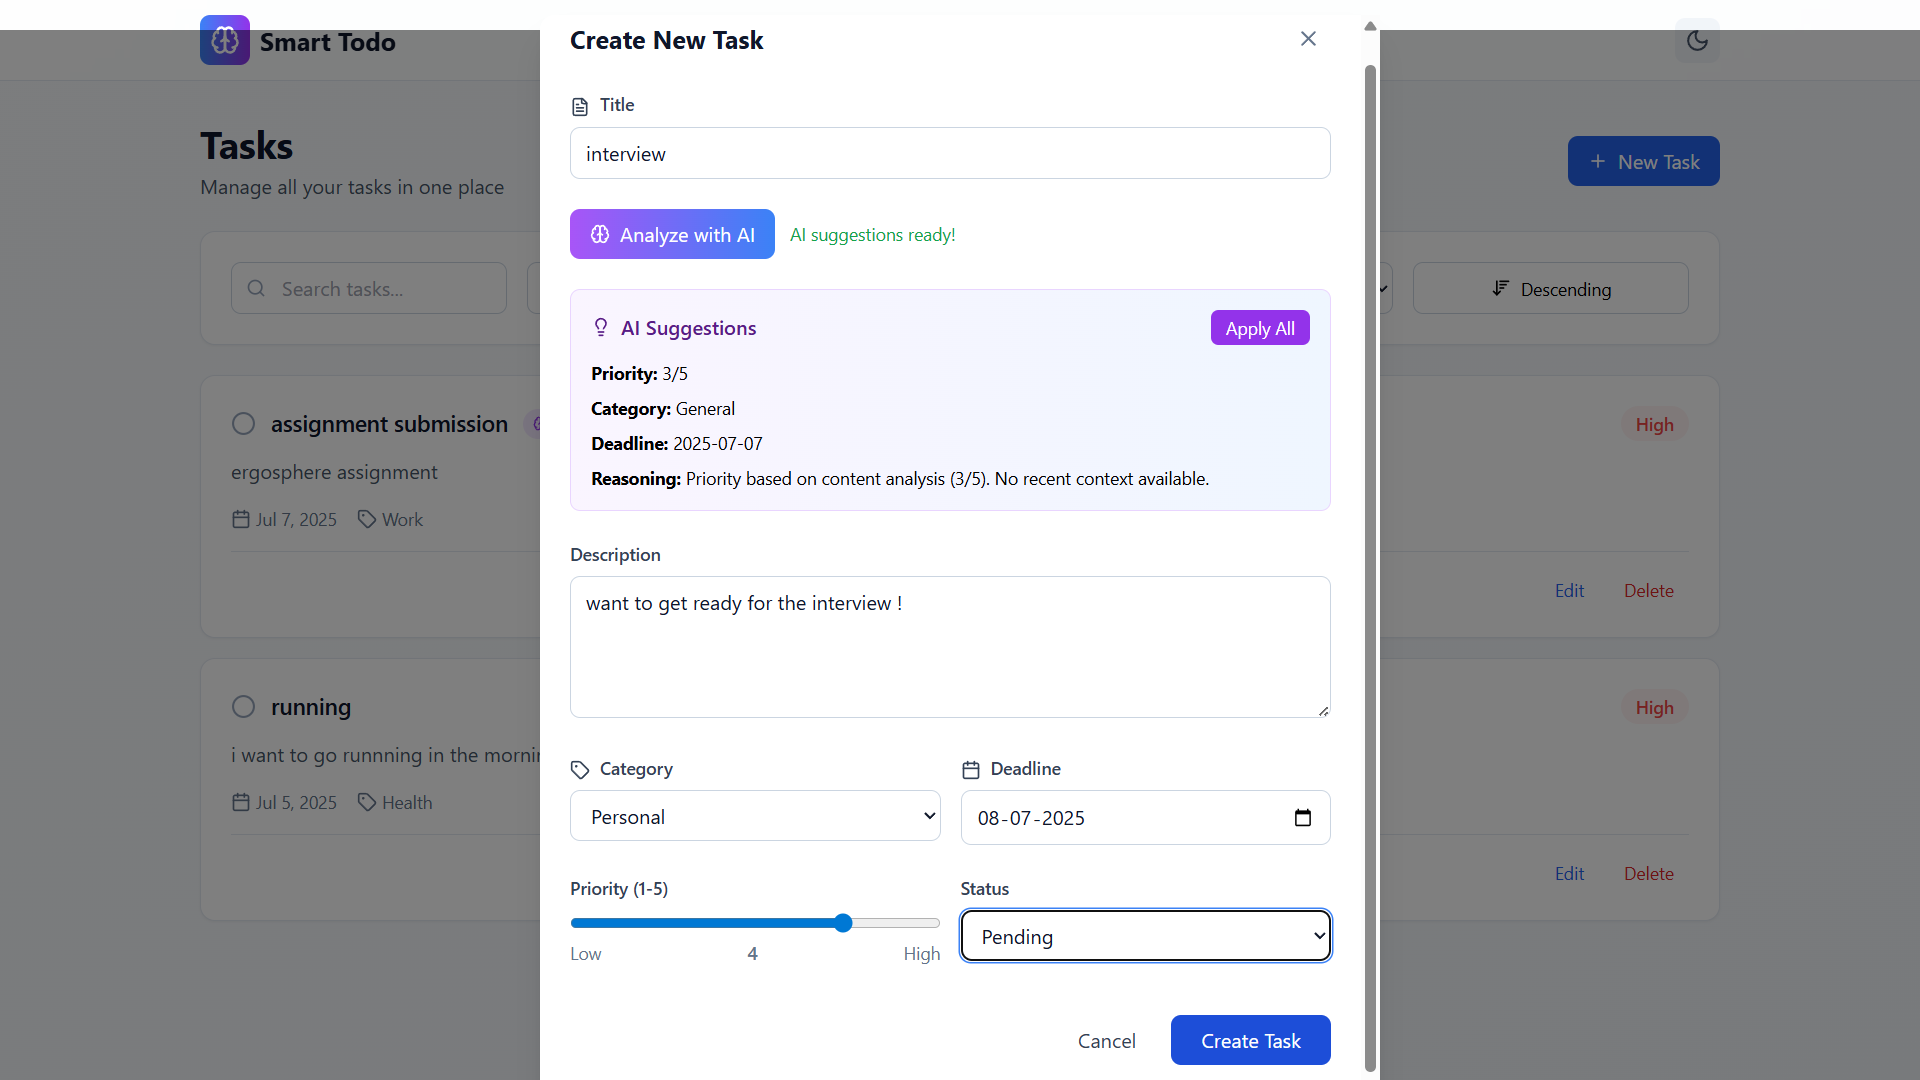 Smart Todo
Tasks
Manage all your tasks in one place
New Task
Search tasks...
Descending
assignment submission
High
ergosphere assignment
Jul 7, 2025 Work
Edit Delete
running
High
i want to go runnning in the
Jul 5, 2025 Health
Edit Delete
Create New Task
Title
interview
Analyze with AI AI suggestions ready!
AI Suggestions
Apply All
Priority: 3/5
Category: General
Deadline: 2025-07-07
Reasoning: Priority based on content analysis (3/5). No recent context available.
Description
want to get ready for the interview !
Category
Personal
Deadline
08-07-2025
Priority (1-5)
Low 4 High
Status
Pending
Cancel
Create Task